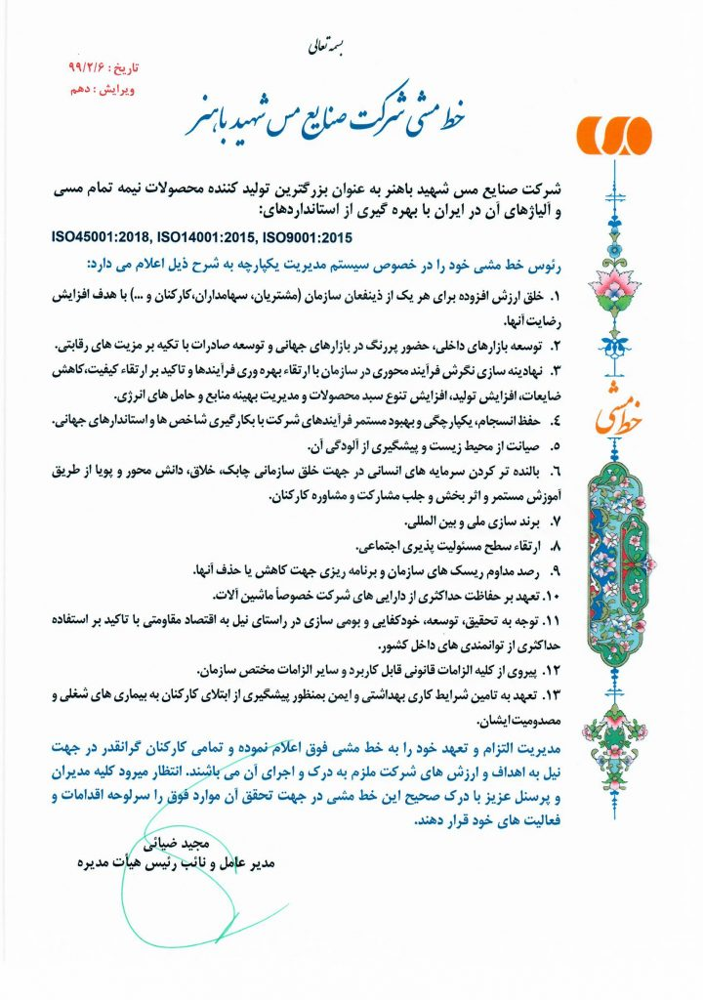 بسمه تعالی
تاریخ : ۹۹/۲/۶
ویرایش : دهم
خط مشی شرکت صنایع مس شهید باهنر
شرکت صنایع مس شهید باهنر به عنوان بزرگترین تولید کننده محصولات نیمه تمام مسی
و آلیاژهای آن در ایران با بهره گیری از استانداردهای:
ISO45001:2018, ISO14001:2015, ISO9001:2015
رئوس خط مشی خود را در خصوص سیستم مدیریت یکپارچه به شرح ذیل اعلام می دارد:
۱. خلق ارزش افزوده برای هر یک از ذینفعان سازمان (مشتریان، سهامداران،کارکنان و ...) با هدف افزایش
رضایت آنها.
۲. توسعه بازارهای داخلی، حضور پررنگ در بازارهای جهانی و توسعه صادرات با تکیه بر مزیت های رقابتی.
۳. نهادینه سازی نگرش فرآیند محوری در سازمان با ارتقاء بهره وری فرآیندها و تاکید بر ارتقاء کیفیت،کاهش
ضایعات، افزایش تولید، افزایش تنوع سبد محصولات و مدیریت بهینه منابع و حامل های انرژی.
۴. حفظ انسجام، یکپارچگی و بهبود مستمر فرآیندهای شرکت با بکارگیری شاخص ها و استانداردهای جهانی.
۵. صیانت از محیط زیست و پیشگیری از آلودگی آن.
۶. بالنده تر کردن سرمایه های انسانی در جهت خلق سازمانی چابک، خلاق، دانش محور و پویا از طریق
آموزش مستمر و اثر بخش و جلب مشارکت و مشاوره کارکنان.
۷. برند سازی ملی و بین المللی.
۸. ارتقاء سطح مسئولیت پذیری اجتماعی.
۹. رصد مداوم ریسک های سازمان و برنامه ریزی جهت کاهش یا حذف آنها.
۱۰. تعهد بر حفاظت حداکثری از دارایی های شرکت خصوصاً ماشین آلات.
۱۱. توجه به تحقیق، توسعه، خودکفایی و بومی سازی در راستای نیل به اقتصاد مقاومتی با تاکید بر استفاده
حداکثری از توانمندی های داخل کشور.
۱۲. پیروی از کلیه الزامات قانونی قابل کاربرد و سایر الزامات مختص سازمان.
۱۳. تعهد به تامین شرایط کاری بهداشتی و ایمن بمنظور پیشگیری از ابتلای کارکنان به بیماری های شغلی و
مصدومیت ایشان.
مدیریت التزام و تعهد خود را به خط مشی فوق اعلام نموده و تمامی کارکنان گرانقدر در جهت
نیل به اهداف و ارزش های شرکت ملزم به درک و اجرای آن می باشند. انتظار میرود کلیه مدیران
و پرسنل عزیز با درک صحیح این خط مشی در جهت تحقق آن موارد فوق را سرلوحه اقدامات و
فعالیت های خود قرار دهند.
مجید ضیائی
مدیر عامل و نائب رئیس هیأت مدیره
خط مشی